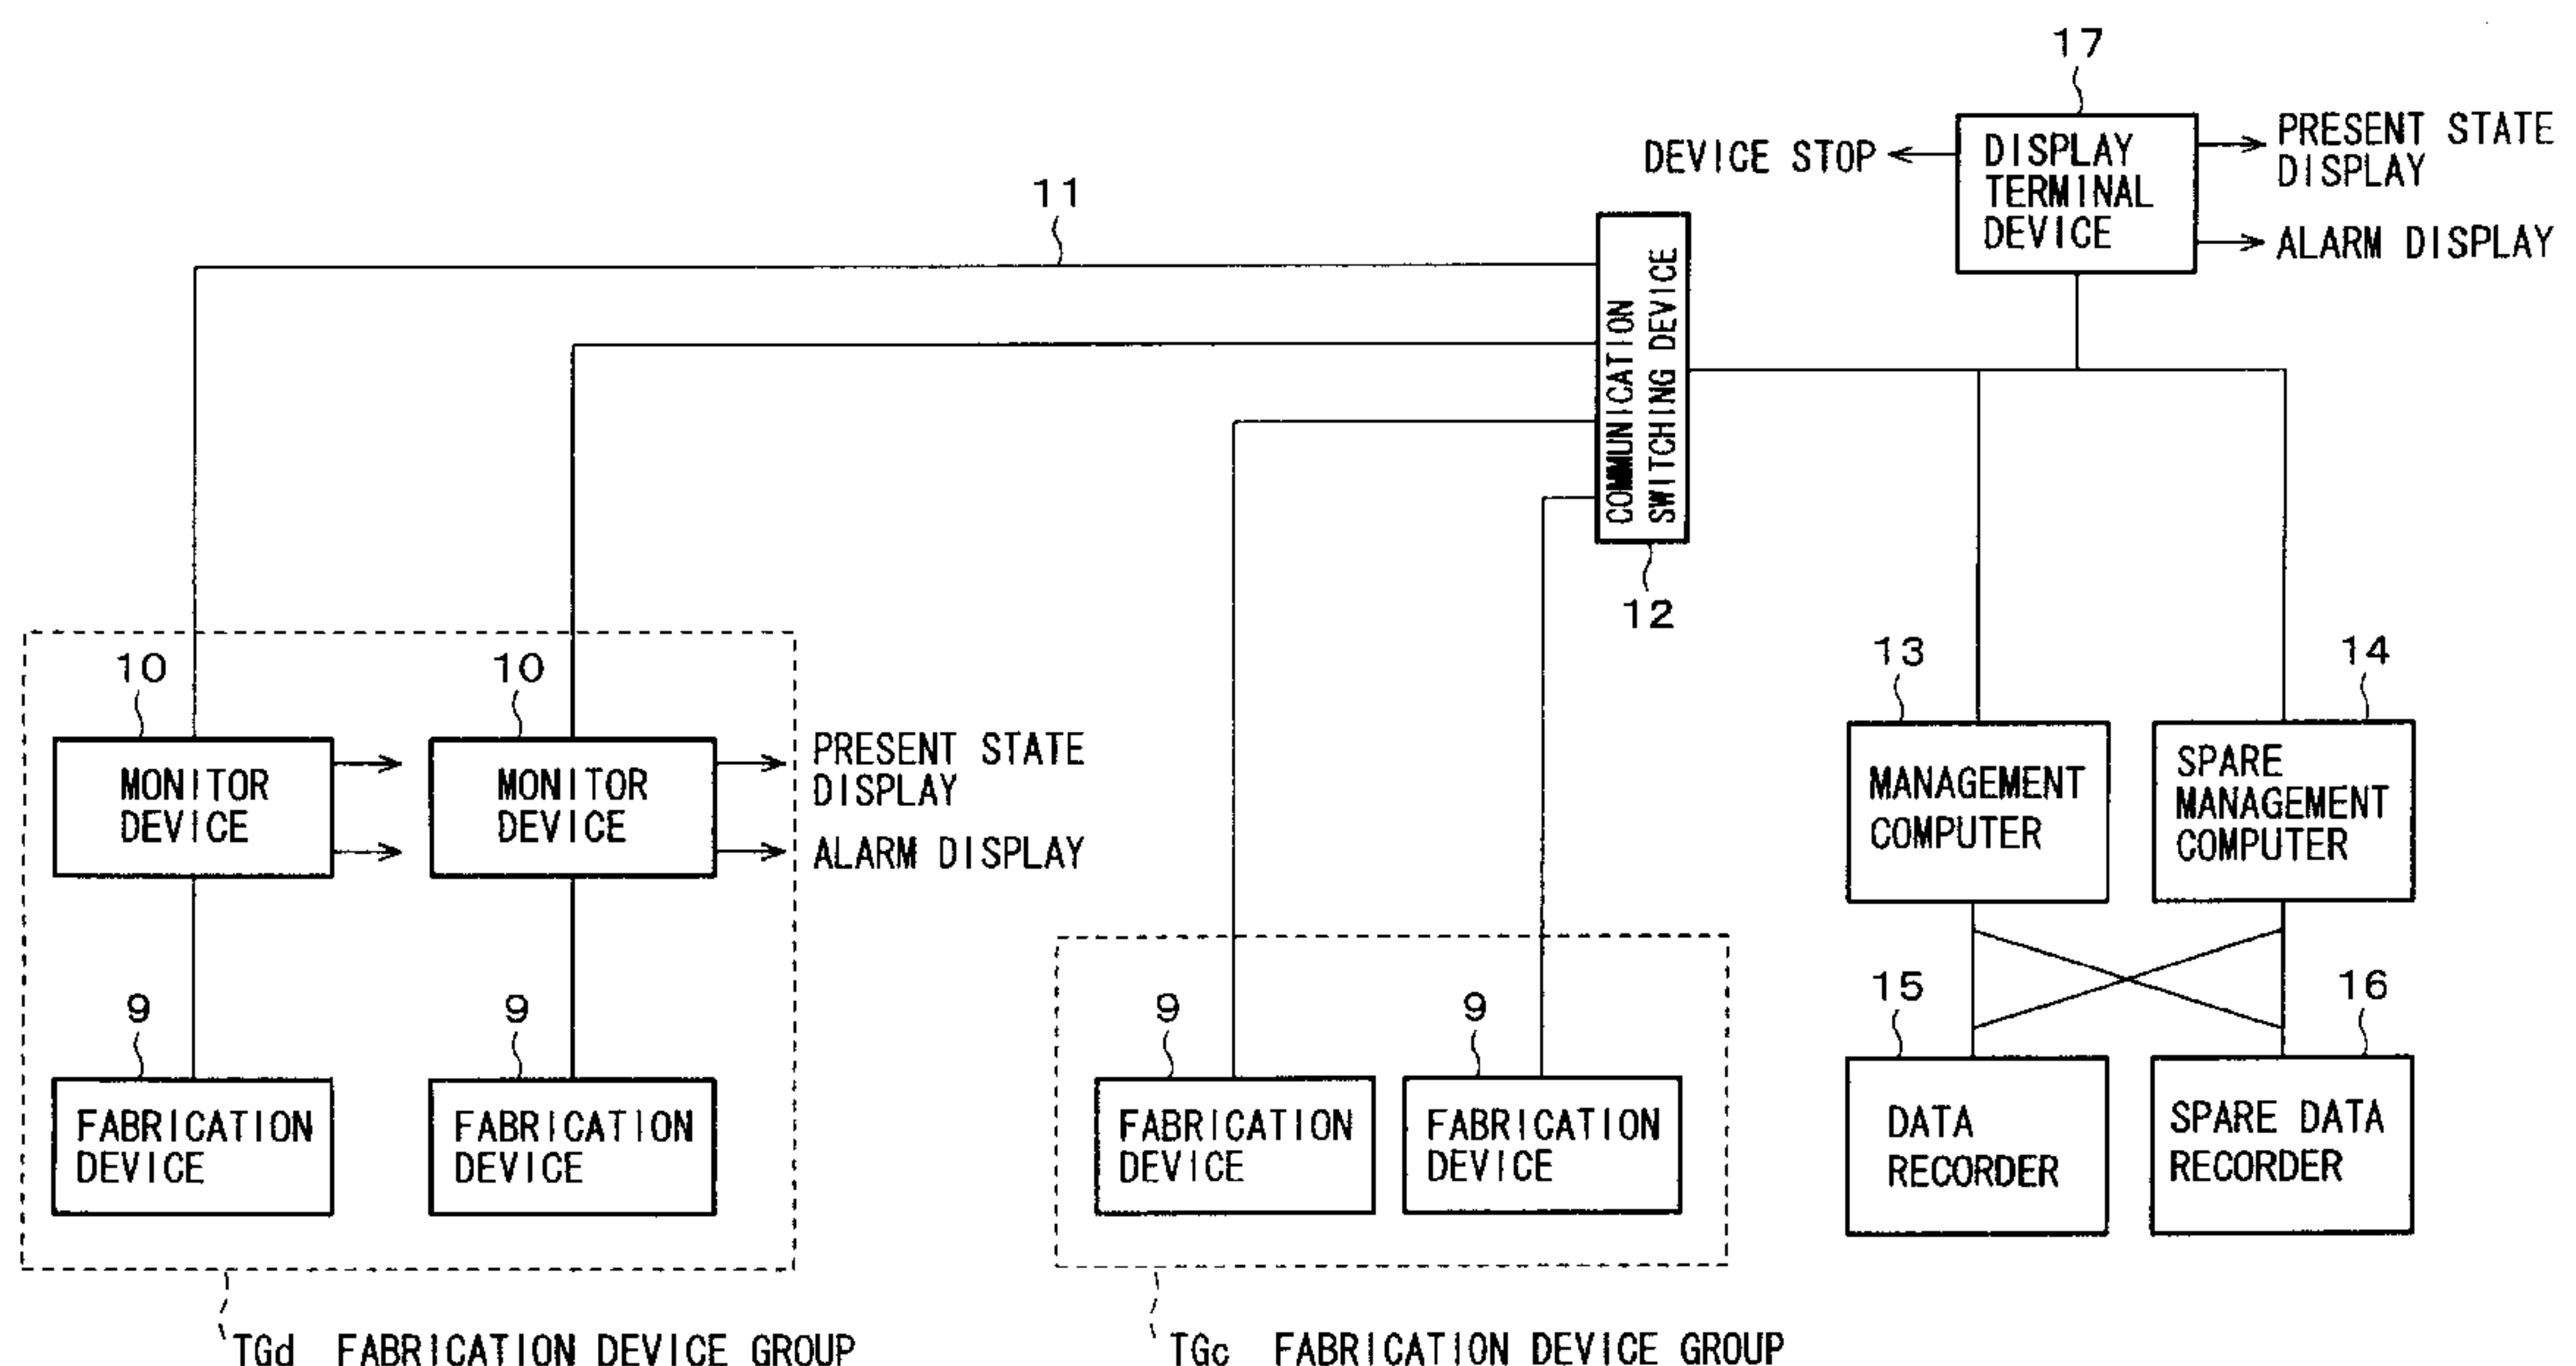 17
DEVICE STOP
DISPLAY
TERMINAL
DEVICE
PRESENT STATE
DISPLAY
ALARM DISPLAY
11
COMMUNICATION
SWITCHING DEVICE
12
10
MONITOR
DEVICE
10
MONITOR
DEVICE
PRESENT STATE
DISPLAY
ALARM DISPLAY
13
MANAGEMENT
COMPUTER
14
SPARE
MANAGEMENT
COMPUTER
9
FABRICATION
DEVICE
9
FABRICATION
DEVICE
9
FABRICATION
DEVICE
9
FABRICATION
DEVICE
15
DATA
RECORDER
16
SPARE DATA
RECORDER
TGd FABRICATION DEVICE GROUP
TGc FABRICATION DEVICE GROUP